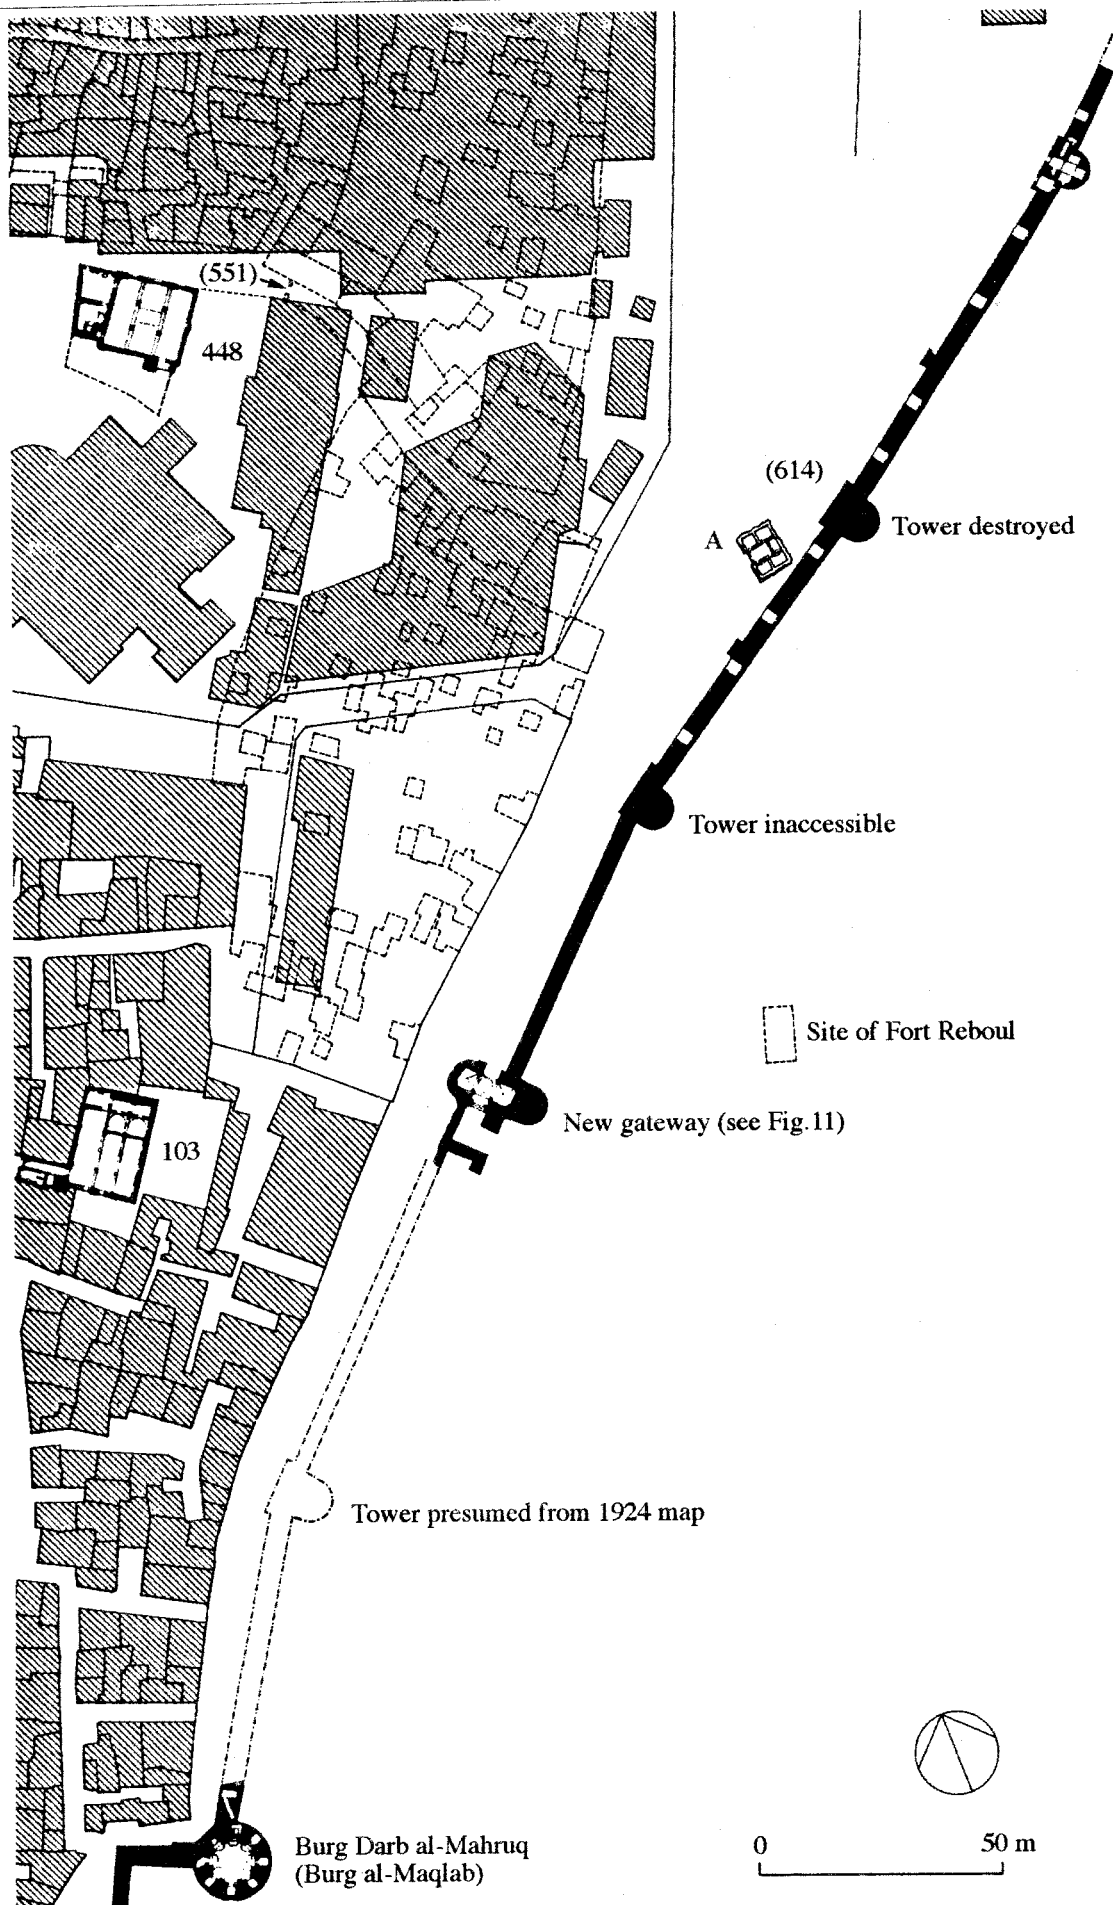 (551)
448
(614)
A
Tower destroyed
Tower inaccessible
Site of Fort Reboul
New gateway (see Fig.11)
103
Tower presumed from 1924 map
Burg Darb al-Mahruq
(Burg al-Maqlab)
0
50 m